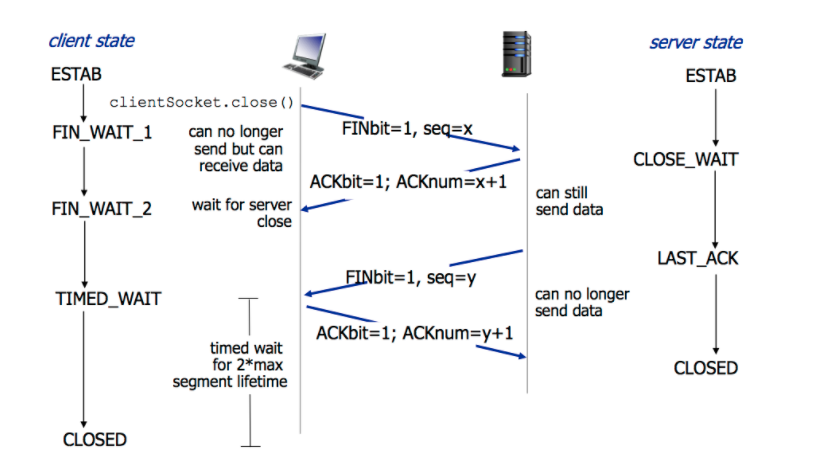 client state
server state
ESTAB
ESTAB
clientSocket.close()
FIN_WAIT_1
can no longer
send but can
receive data
FINbit=1, seq=x
CLOSE_WAIT
ACKbit=1; ACKnum=x+1
can still
send data
FIN_WAIT_2
wait for server
close
LAST_ACK
FINbit=1, seq=y
can no longer
send data
TIMED_WAIT
ACKbit=1; ACKnum=y+1
timed wait
for 2*max
segment lifetime
CLOSED
CLOSED